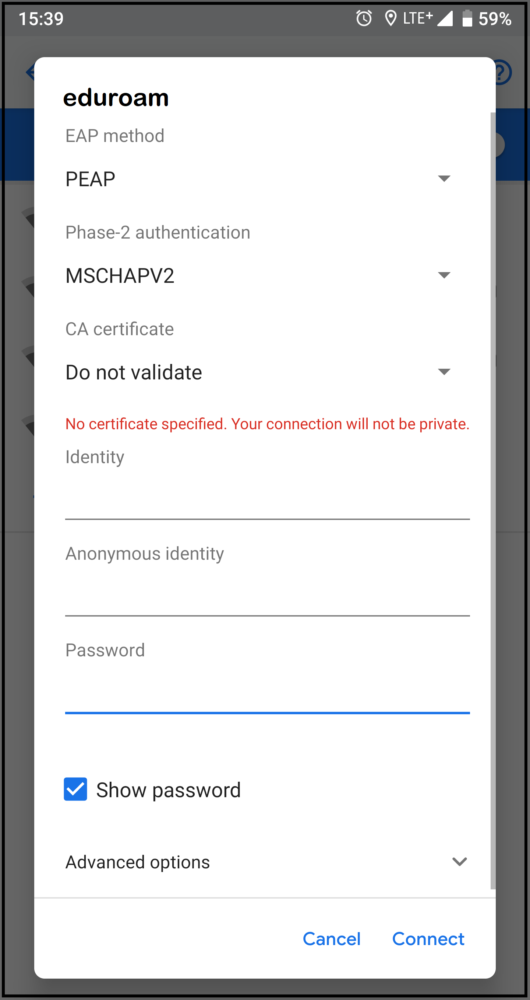 15:39 LTE+ 59%
eduroam
EAP method
PEAP
Phase-2 authentication
MSCHAPV2
CA certificate
Do not validate
No certificate specified. Your connection will not be private.
Identity
Anonymous identity
Password
Show password
Advanced options
Cancel Connect